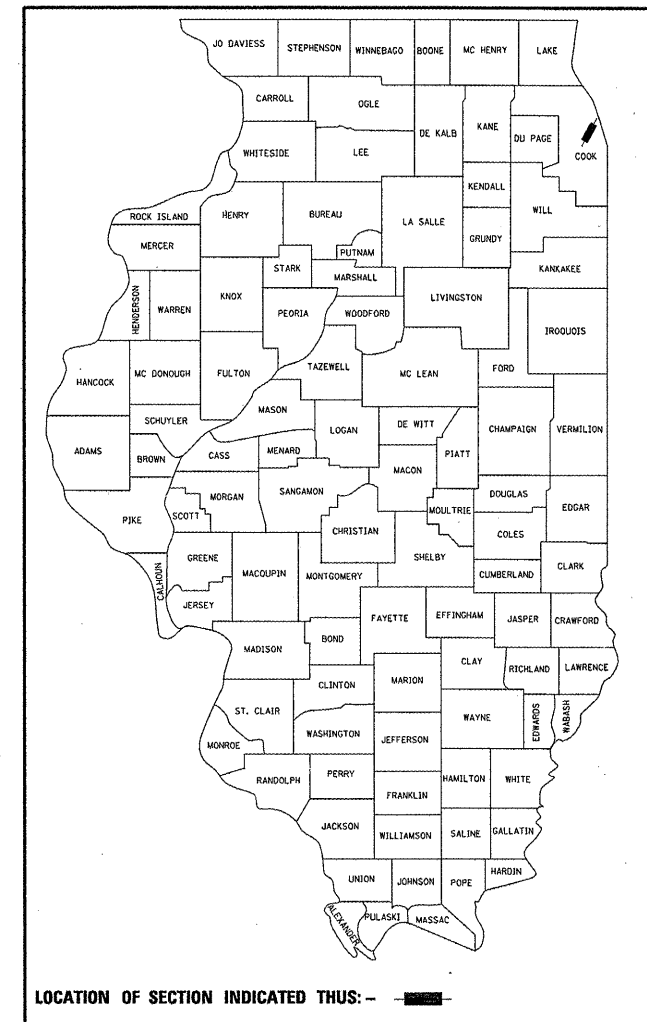 JO DAVIESS
STEPHENSON
WINNEBAGO
BOONE
MC HENRY
LAKE
CARROLL
OGLE
DE KALB
KANE
DU PAGE
COOK
WHITESIDE
LEE
KENDALL
WILL
ROCK ISLAND
HENRY
BUREAU
LA SALLE
GRUNDY
MERCER
PUTNAM
STARK
MARSHALL
KANKAKEE
HENDERSON
WARREN
KNOX
PEORIA
WOODFORD
LIVINGSTON
IROQUOIS
HANCOCK
MC DONOUGH
FULTON
TAZEWELL
MC LEAN
FORD
MASON
SCHUYLER
LOGAN
DE WITT
CHAMPAIGN
VERMILION
ADAMS
BROWN
CASS
MENARD
MACON
PIATT
MORGAN
SANGAMON
DOUGLAS
EDGAR
PIKE
SCOTT
CHRISTIAN
MOULTRIE
COLES
GREENE
MACOUPIN
MONTGOMERY
SHELBY
CUMBERLAND
CLARK
CALHOUN
JERSEY
FAYETTE
EFFINGHAM
JASPER
CRAWFORD
MADISON
BOND
CLAY
RICHLAND
LAWRENCE
CLINTON
MARION
ST. CLAIR
WAYNE
EDWARDS
WABASH
MONROE
WASHINGTON
JEFFERSON
RANDOLPH
PERRY
HAMILTON
WHITE
FRANKLIN
JACKSON
WILLIAMSON
SALINE
GALLATIN
UNION
JOHNSON
POPE
HARDIN
ALEXANDER
PULASKI
MASSAC
LOCATION OF SECTION INDICATED THUS: -